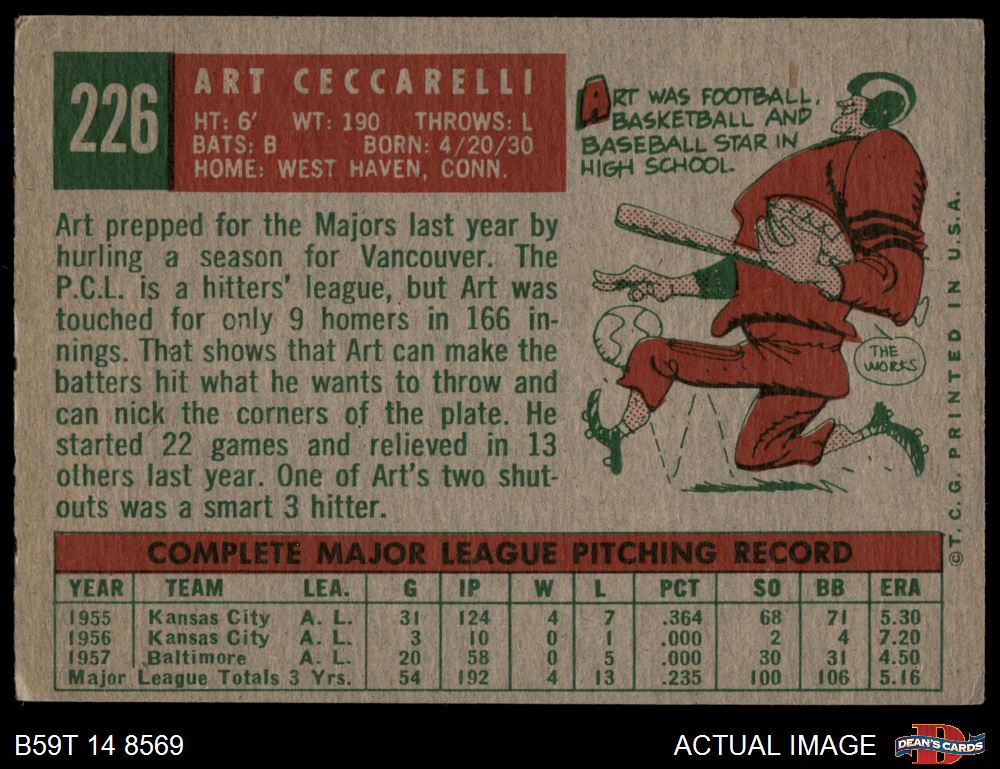 226
ART CECCARELLI
HT: 6' WT: 190 THROWS: L
BATS: B BORN: 4/20/30
HOME: WEST HAVEN, CONN.
ART WAS FOOTBALL,
BASKETBALL AND
BASEBALL STAR IN
HIGH SCHOOL.
THE
WORKS
Art prepped for the Majors last year by
hurling a season for Vancouver. The
P.C.L. is a hitters' league, but Art was
touched for only 9 homers in 166 in-
nings. That shows that Art can make the
batters hit what he wants to throw and
can nick the corners of the plate. He
started 22 games and relieved in 13
others last year. One of Art's two shut-
outs was a smart 3 hitter.
©T.C.G. PRINTED IN U.S.A.
COMPLETE MAJOR LEAGUE PITCHING RECORD
YEAR TEAM LEA. G IP W L PCT SO BB ERA
1955 Kansas City A. L. 31 124 4 7 .364 68 71 5.30
1956 Kansas City A. L. 3 10 0 1 .000 2 4 7.20
1957 Baltimore A. L. 20 58 0 5 .000 30 31 4.50
Major League Totals 3 Yrs. 54 192 4 13 .235 100 106 5.16
B59T 14 8569
ACTUAL IMAGE
D
DEAN'S CARDS